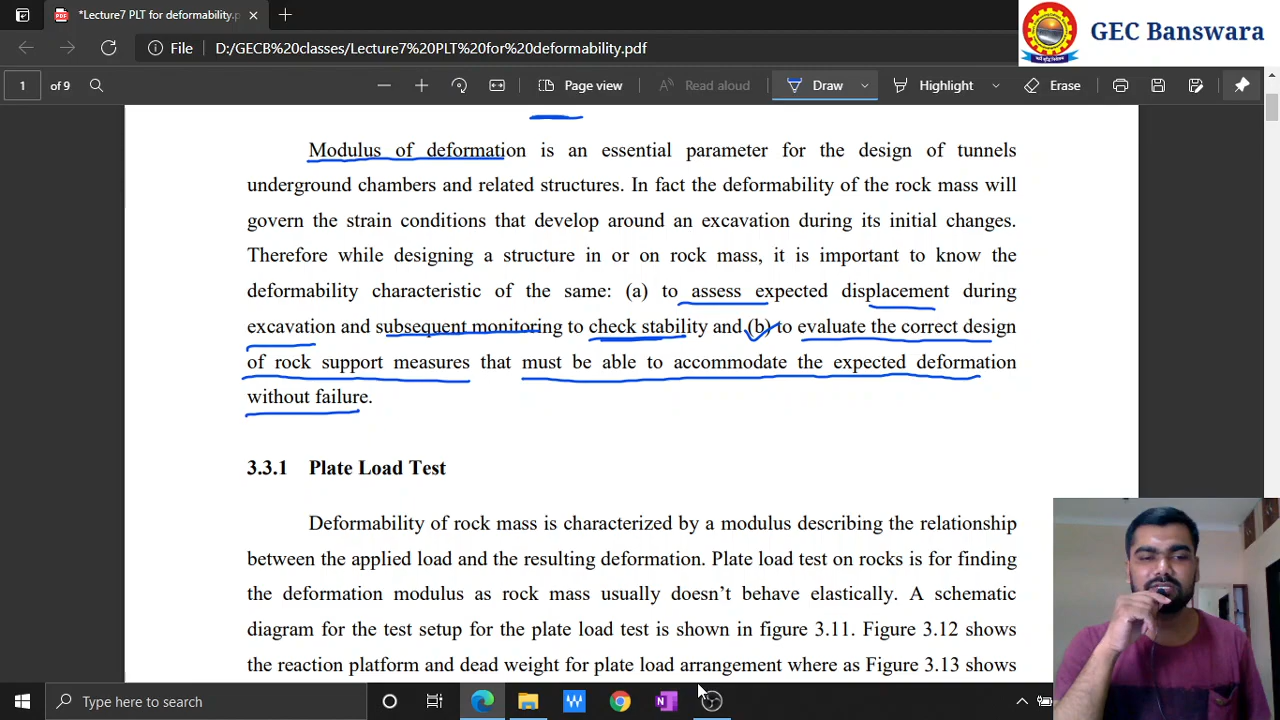 *Lecture7 PLT for deformability.p
GEC Banswara
File D:/GECB%20classes/Lecture7%20PLT%20for%20deformability.pdf
1 of 9 Page view Read aloud Draw Highlight Erase
Modulus of deformation is an essential parameter for the design of tunnels
underground chambers and related structures. In fact the deformability of the rock mass will
govern the strain conditions that develop around an excavation during its initial changes.
Therefore while designing a structure in or on rock mass, it is important to know the
deformability characteristic of the same: (a) to assess expected displacement during
excavation and subsequent monitoring to check stability and (b) to evaluate the correct design
of rock support measures that must be able to accommodate the expected deformation
without failure.
3.3.1 Plate Load Test
Deformability of rock mass is characterized by a modulus describing the relationship
between the applied load and the resulting deformation. Plate load test on rocks is for finding
the deformation modulus as rock mass usually doesn't behave elastically. A schematic
diagram for the test setup for the plate load test is shown in figure 3.11. Figure 3.12 shows
the reaction platform and dead weight for plate load arrangement where as Figure 3.13 shows
Type here to search